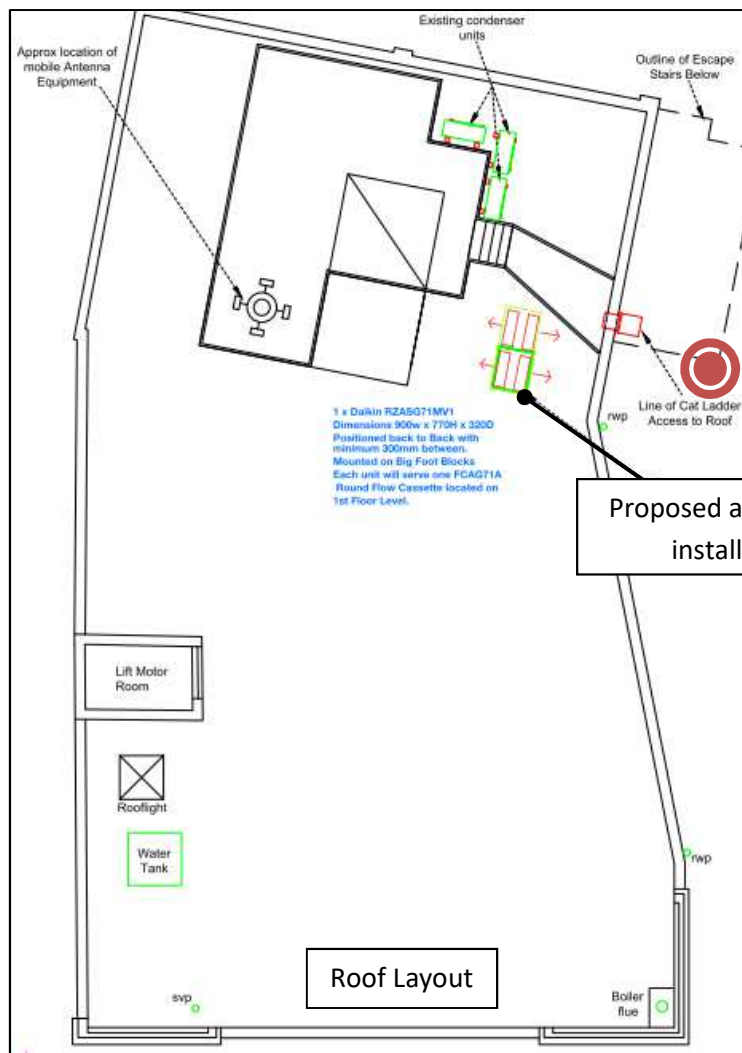 Existing condenser
units
Approx location of
mobile Antenna
Equipment
Outline of Escape
Stairs Below
Line of Cat Ladder
Access to Roof
rwp
1 x Daikin RZASG71MV1
Dimensions 900w x 770H x 320D
Positioned back to Back with
minimum 300mm between.
Mounted on Big Foot Blocks
Each unit will serve one FCAG71A
Round Flow Cassette located on
1st Floor Level.
Proposed a
install
Lift Motor
Room
Rooflight
Water
Tank
rwp
Roof Layout
svp
Boiler
flue